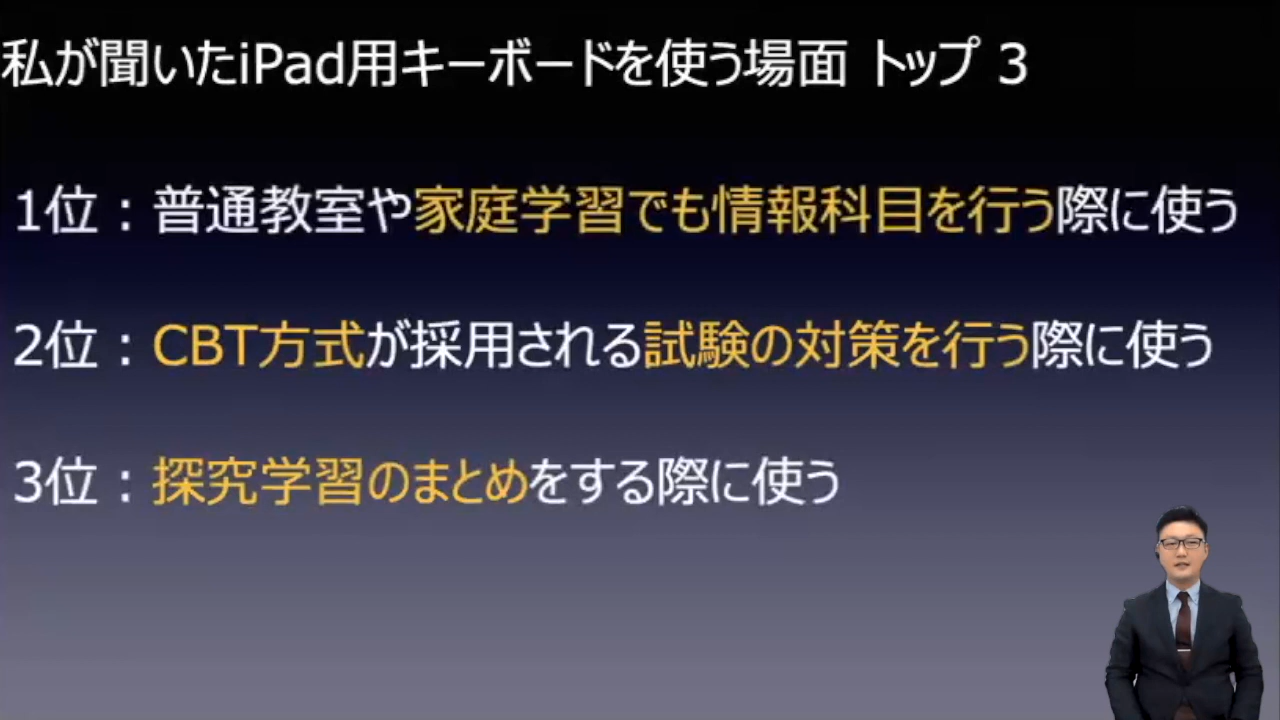 私が聞いたiPad用キーボードを使う場面 トップ 3
1位：普通教室や家庭学習でも情報科目を行う際に使う
2位：CBT方式が採用される試験の対策を行う際に使う
3位：探究学習のまとめをする際に使う